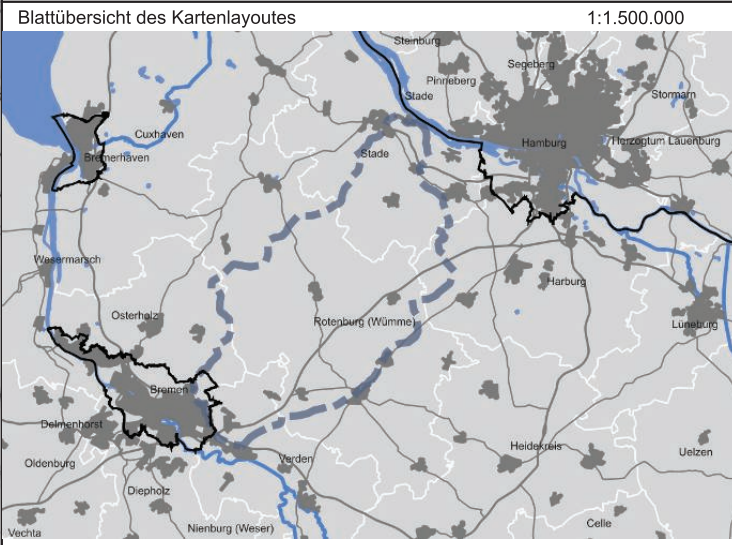 Blattübersicht des Kartenlayoutes 1:1.500.000
Steinburg
Segeberg
Pinneberg
Stade
Stormarn
Cuxhaven
Hamburg
Herzogtum Lauenburg
Stade
Bremerhaven
Wesermarsch
Harburg
Osterholz
Rotenburg (Wümme)
Lüneburg
Bremen
Delmenhorst
Heidekreis
Uelzen
Oldenburg
Verden
Diepholz
Nienburg (Weser)
Celle
Vechta